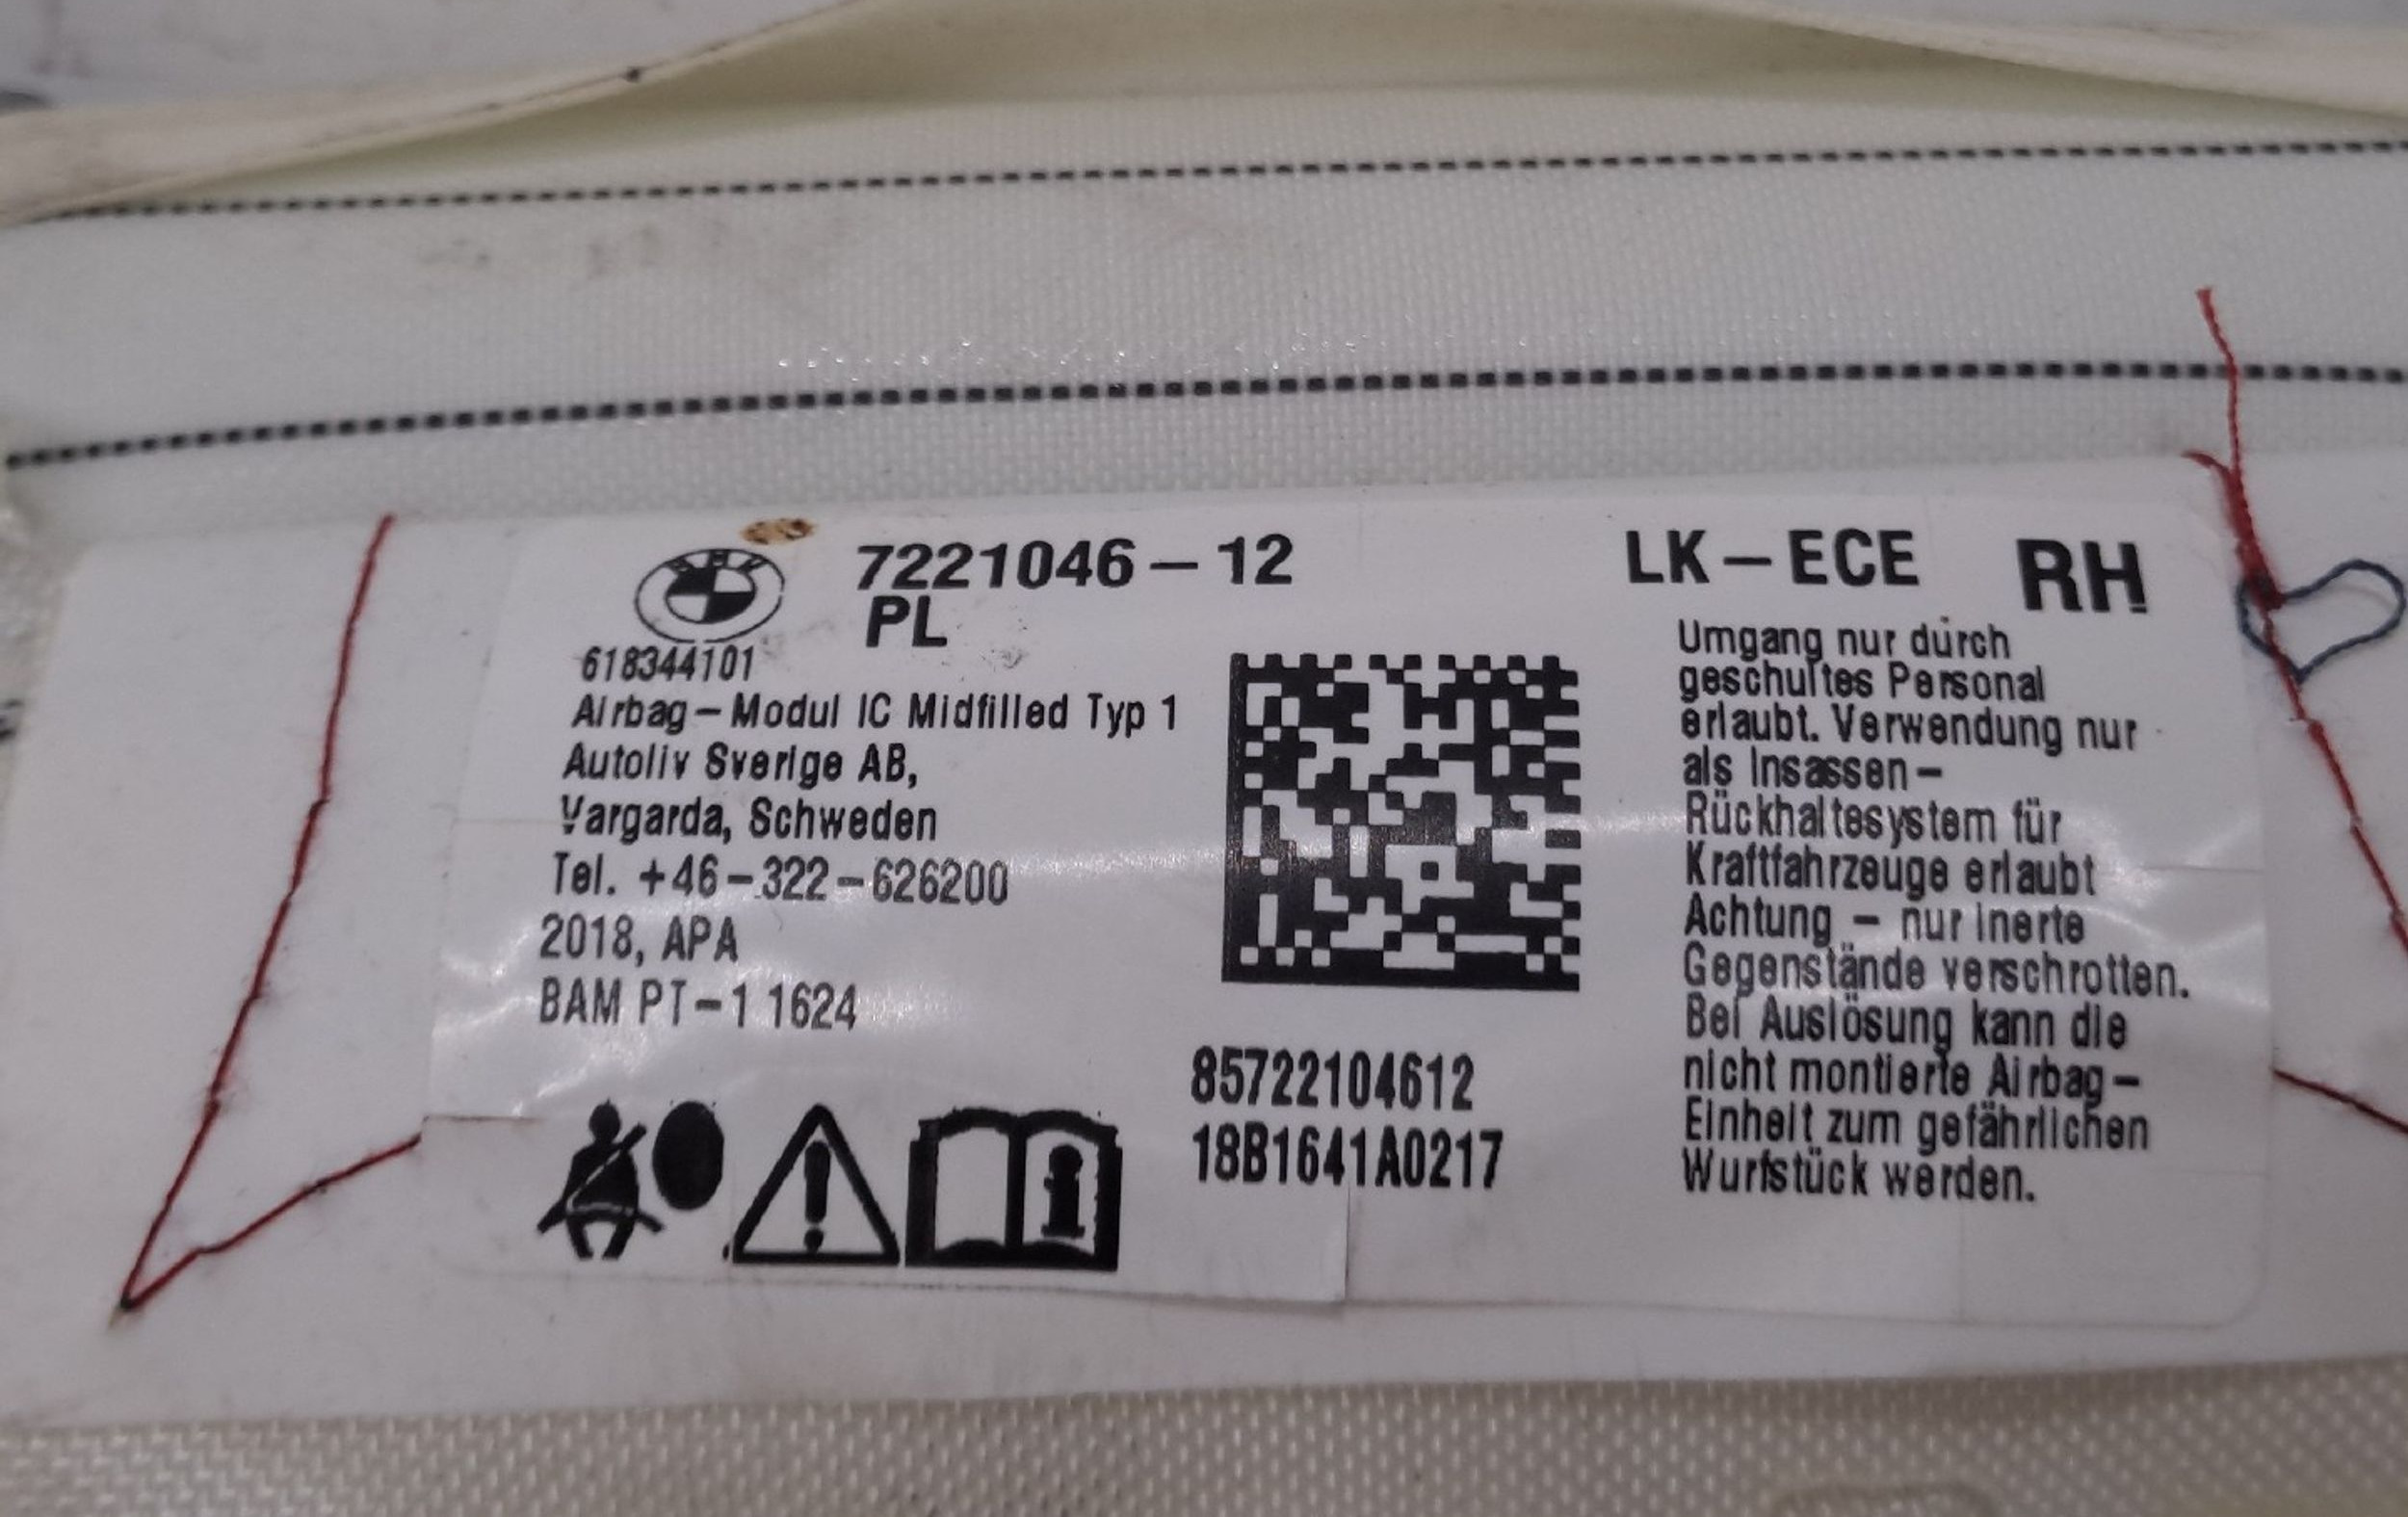 BMW
7221046-12
PL
LK-ECE
RH
618344101
Airbag-Modul IC Midfilled Typ 1
Autoliv Sverige AB,
Vargarda, Schweden
Tel. +46-322-626200
2018, APA
BAM PT-1 1624
85722104612
18B1641A0217
Umgang nur durch
geschultes Personal
erlaubt. Verwendung nur
als Insassen-
Rückhaltesystem für
Kraftfahrzeuge erlaubt
Achtung - nur inerte
Gegenstände verschrotten.
Bei Auslösung kann die
nicht montierte Airbag-
Einheit zum gefährlichen
Wurfstück werden.